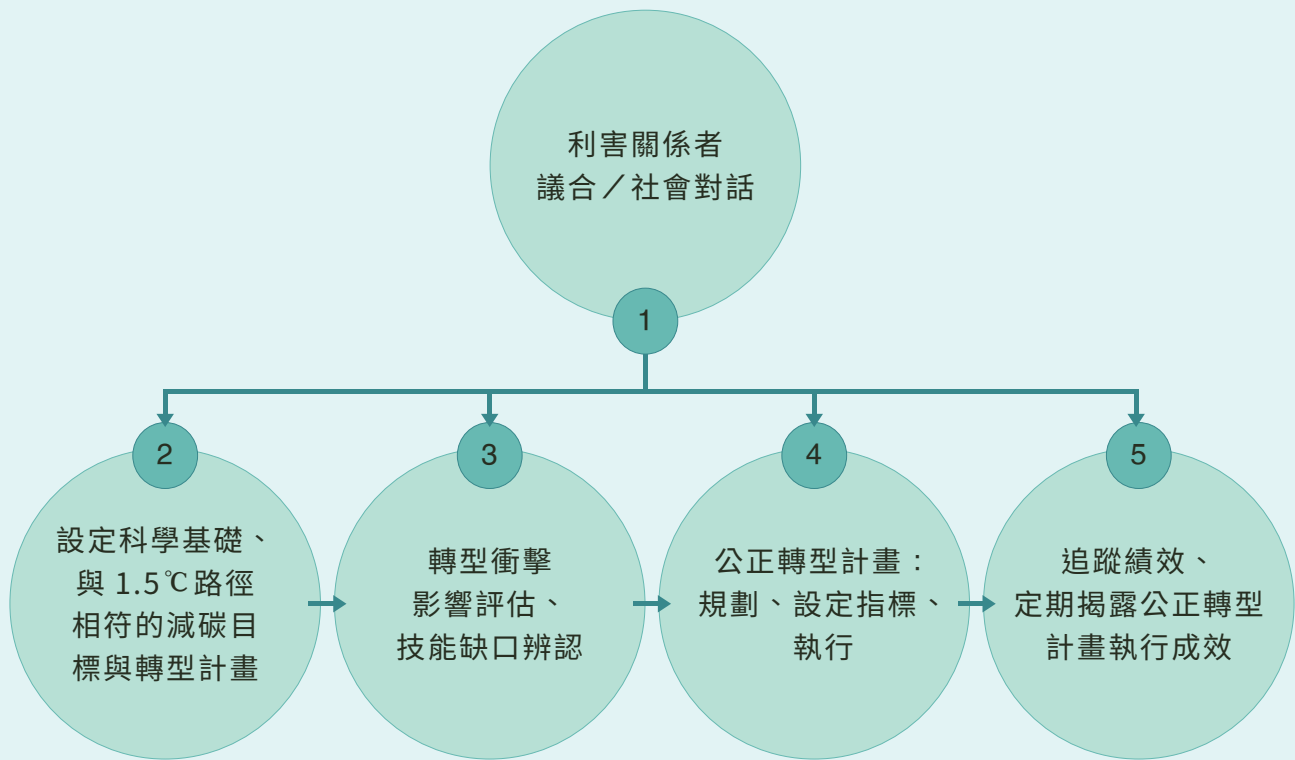 利害關係者
議合／社會對話
1
2
設定科學基礎、
與 1.5℃路徑
相符的減碳目
標與轉型計畫
3
轉型衝擊
影響評估、
技能缺口辨認
4
公正轉型計畫：
規劃、設定指標、
執行
5
追蹤績效、
定期揭露公正轉型
計畫執行成效